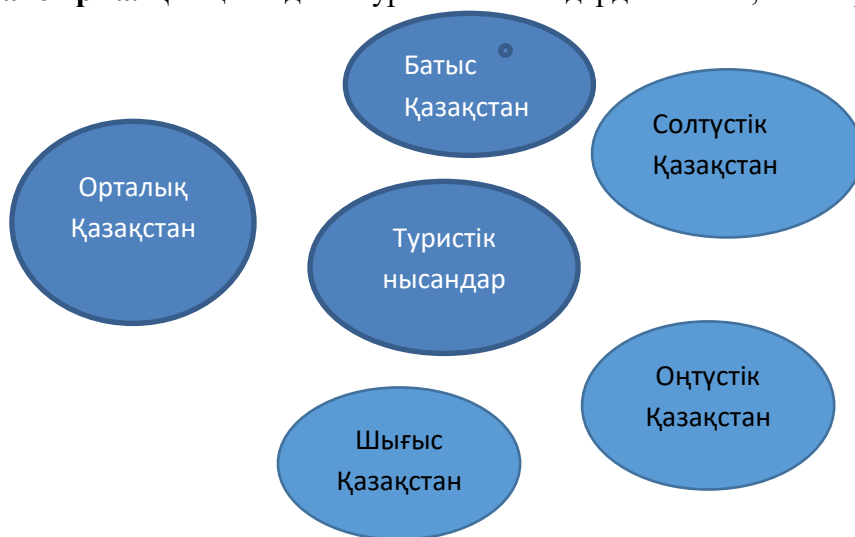 Батыс
Қазақстан
Солтүстік
Қазақстан
Орталық
Қазақстан
Туристік
нысандар
Оңтүстік
Қазақстан
Шығыс
Қазақстан